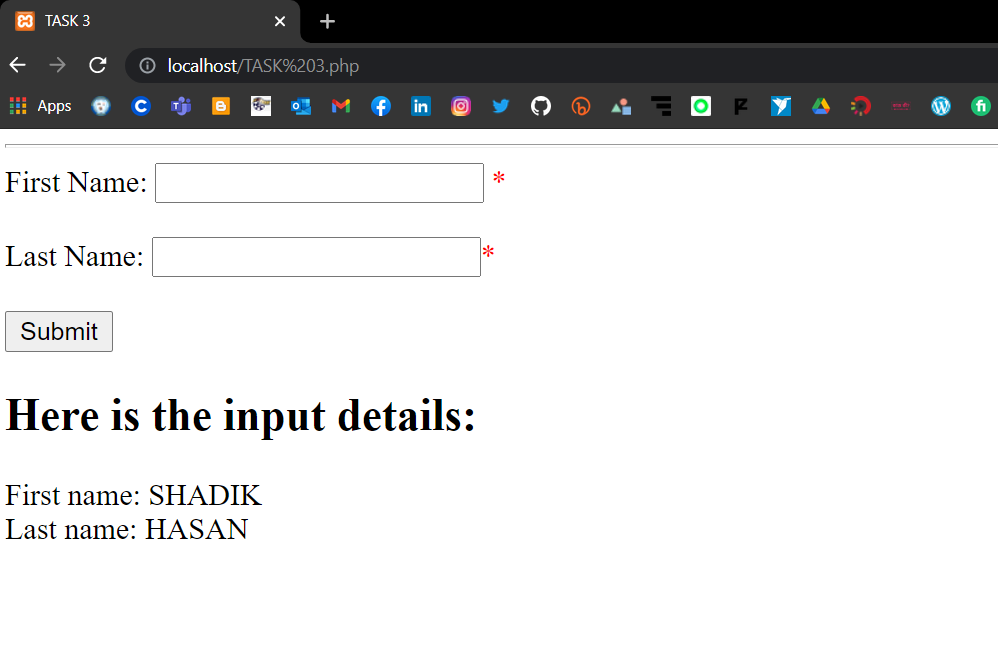 TASK 3
localhost/TASK%203.php
Apps
First Name: *
Last Name: *
Submit
Here is the input details:
First name: SHADIK
Last name: HASAN